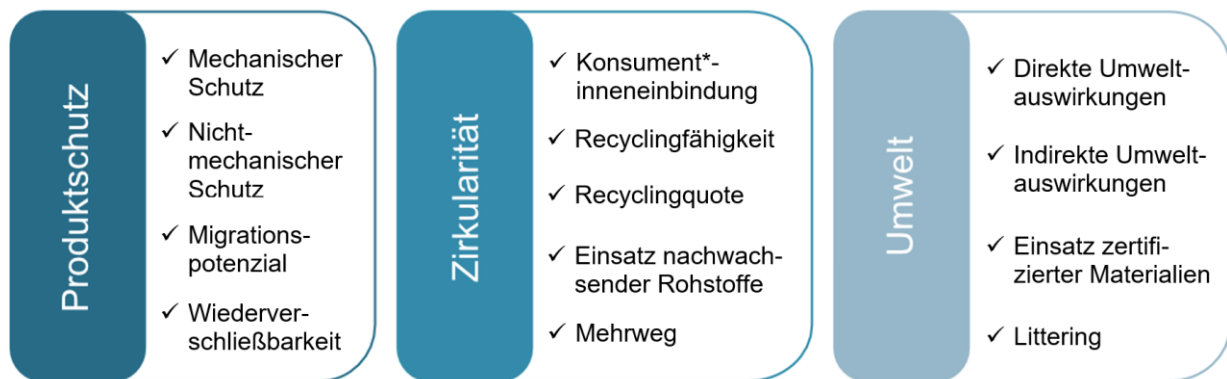 Produktschutz
✓ Mechanischer
Schutz
✓ Nicht-
mechanischer
Schutz
✓ Migrations-
potenzial
✓ Wiederver-
schließbarkeit
Zirkularität
✓ Konsument*-
inneneinbindung
✓ Recyclingfähigkeit
✓ Recyclingquote
✓ Einsatz nachwach-
sender Rohstoffe
✓ Mehrweg
Umwelt
✓ Direkte Umwelt-
auswirkungen
✓ Indirekte Umwelt-
auswirkungen
✓ Einsatz zertifi-
zierter Materialien
✓ Littering